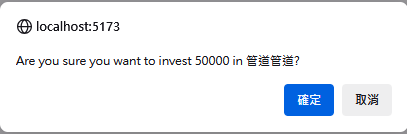 localhost:5173
Are you sure you want to invest 50000 in 管道管道?
確定 取消